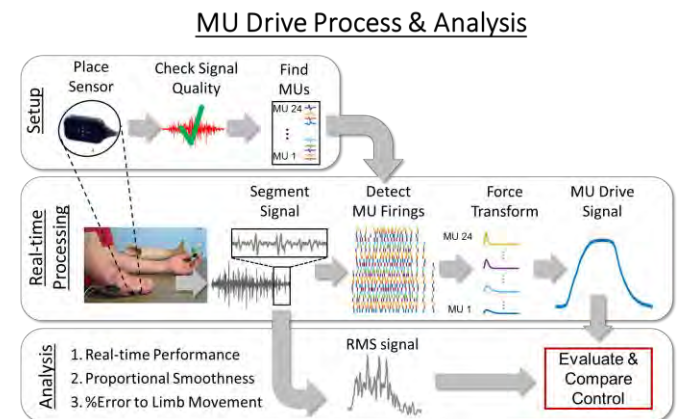 MU Drive Process & Analysis
Setup
Place
Sensor
Check Signal
Quality
Find
MUs
MU 24
MU 1
Real-time
Processing
Segment
Signal
Detect
MU Firings
Force
Transform
MU 24
MU 1
MU Drive
Signal
Analysis
1. Real-time Performance
2. Proportional Smoothness
3. %Error to Limb Movement
RMS signal
Evaluate &
Compare
Control